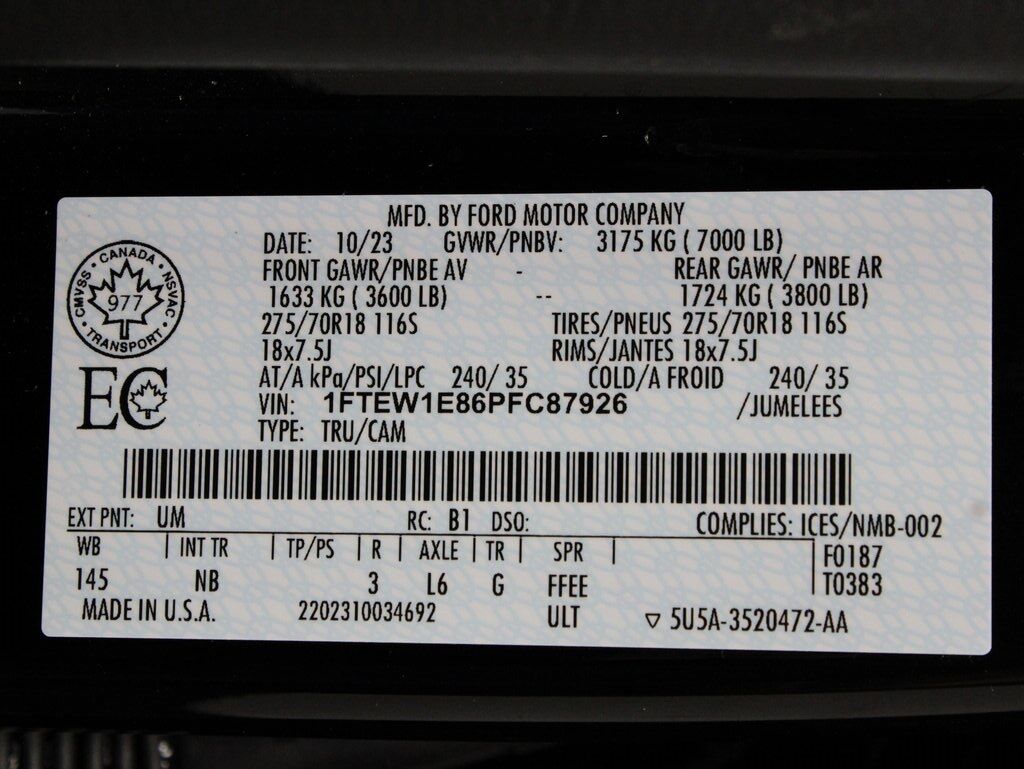 MFD. BY FORD MOTOR COMPANY
DATE: 10/23 GVWR/PNBV: 3175 KG ( 7000 LB)
FRONT GAWR/PNBE AV - REAR GAWR/ PNBE AR
1633 KG ( 3600 LB) -- 1724 KG ( 3800 LB)
275/70R18 116S TIRES/PNEUS 275/70R18 116S
18x7.5J RIMS/JANTES 18x7.5J
AT/A kPa/PSI/LPC 240/ 35 COLD/A FROID 240/ 35
VIN: 1FTEW1E86PFC87926 /JUMELEES
TYPE: TRU/CAM
CANADA
CMVSS • NSVAC
977
TRANSPORT
EC
EXT PNT: UM RC: B1 DSO: COMPLIES: ICES/NMB-002
WB | INT TR | TP/PS | R | AXLE | TR | SPR | F0187
145 NB 3 L6 G FFEE T0383
MADE IN U.S.A. 2202310034692 ULT ▽ 5U5A-3520472-AA